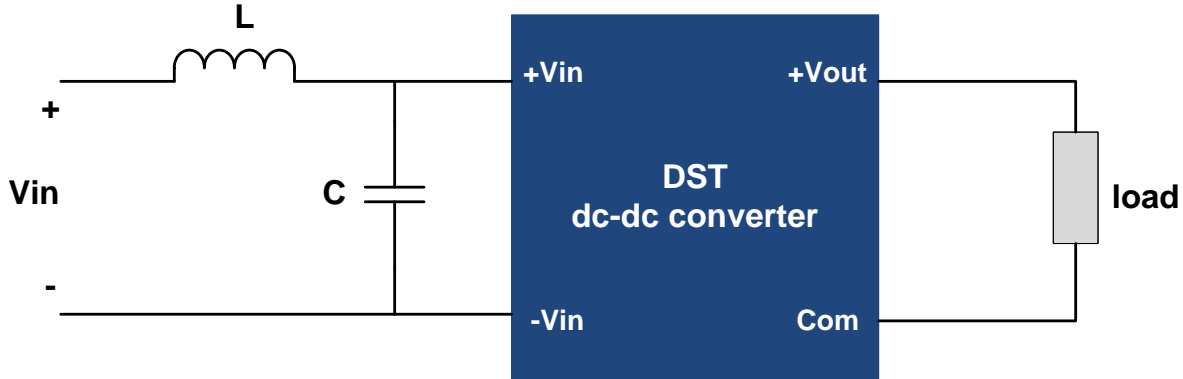 L
+
Vin
-
C
+Vin
-Vin
DST
dc-dc converter
+Vout
Com
load